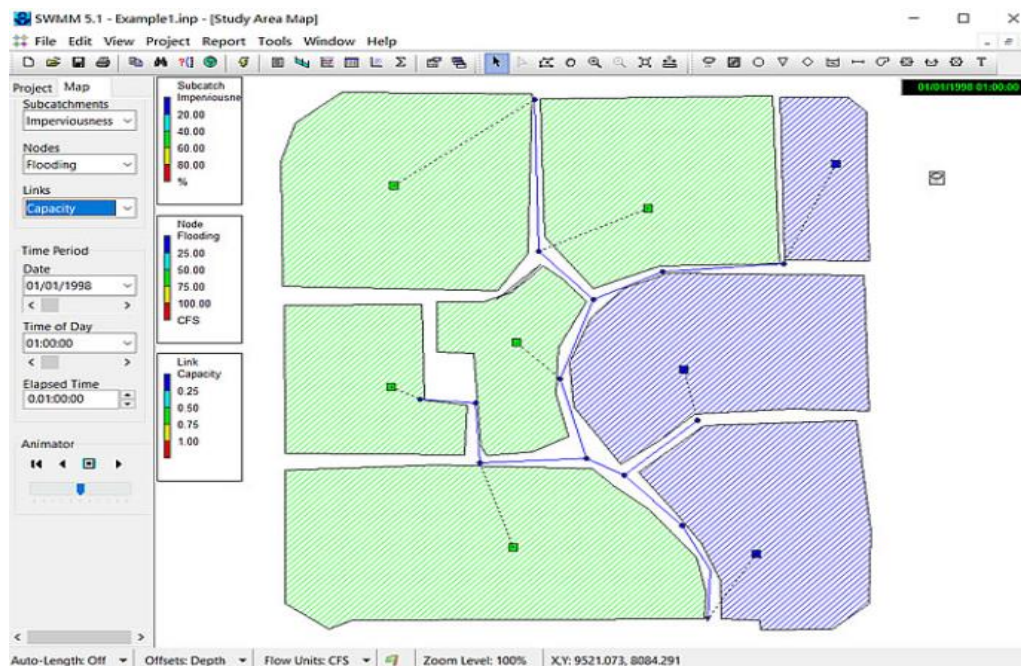 SWMM 5.1 - Example1.inp - [Study Area Map]
File Edit View Project Report Tools Window Help
Project Map
Subcatchments
Imperviousness
Nodes
Flooding
Links
Capacity
Time Period
Date
01/01/1998
Time of Day
01:00:00
Elapsed Time
0.01:00:00
Animator
Subcatch
Imperviousne
20.00
40.00
60.00
80.00
%
Node
Flooding
25.00
50.00
75.00
100.00
CFS
Link
Capacity
0.25
0.50
0.75
1.00
01/01/1998 01:00:00
Auto-Length: Off Offsets: Depth Flow Units: CFS Zoom Level: 100% X,Y: 9521.073, 8084.291